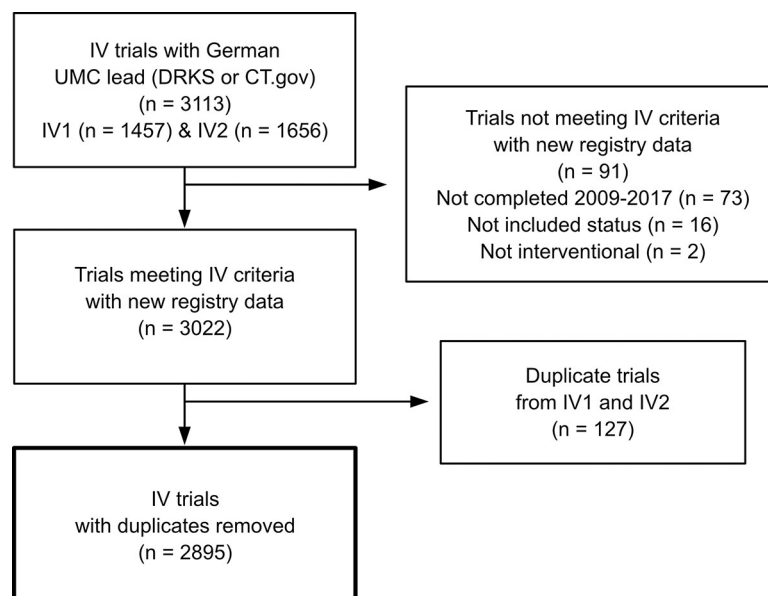 IV trials with German
UMC lead (DRKS or CT.gov)
(n = 3113)
IV1 (n = 1457) & IV2 (n = 1656)
Trials not meeting IV criteria
with new registry data
(n = 91)
Not completed 2009-2017 (n = 73)
Not included status (n = 16)
Not interventional (n = 2)
Trials meeting IV criteria
with new registry data
(n = 3022)
Duplicate trials
from IV1 and IV2
(n = 127)
IV trials
with duplicates removed
(n = 2895)